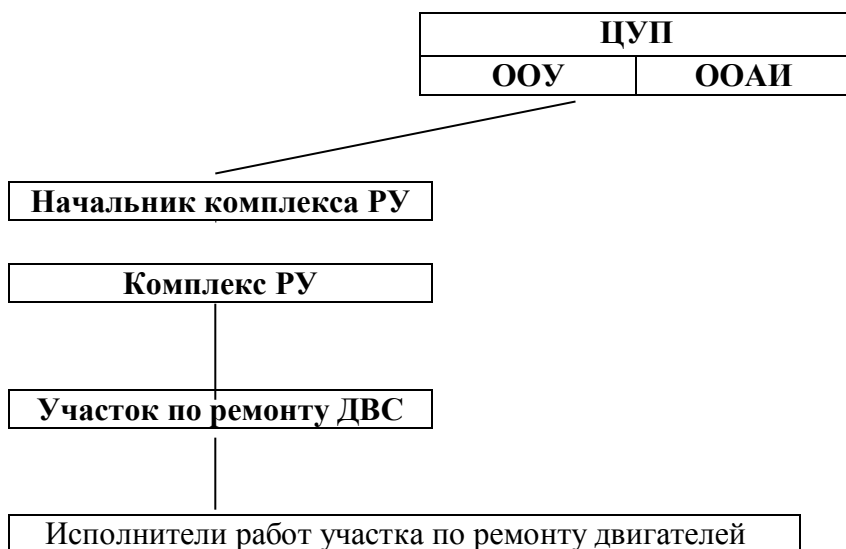 ЦУП
ООУ ООАИ
Начальник комплекса РУ
Комплекс РУ
Участок по ремонту ДВС
Исполнители работ участка по ремонту двигателей